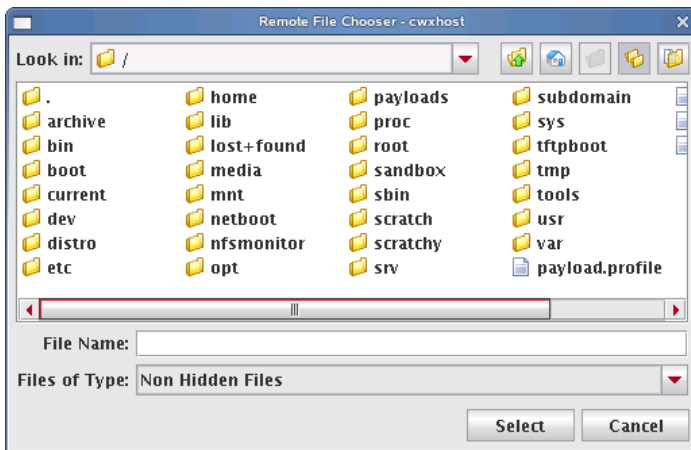 Remote File Chooser - cwxhost
Look in: /
. home payloads subdomain
archive lib proc sys
bin lost+found root tftpboot
boot media sandbox tmp
current mnt sbin tools
dev netboot scratch usr
distro nfsmonitor scratchy var
etc opt srv payload.profile
File Name:
Files of Type: Non Hidden Files
Select Cancel